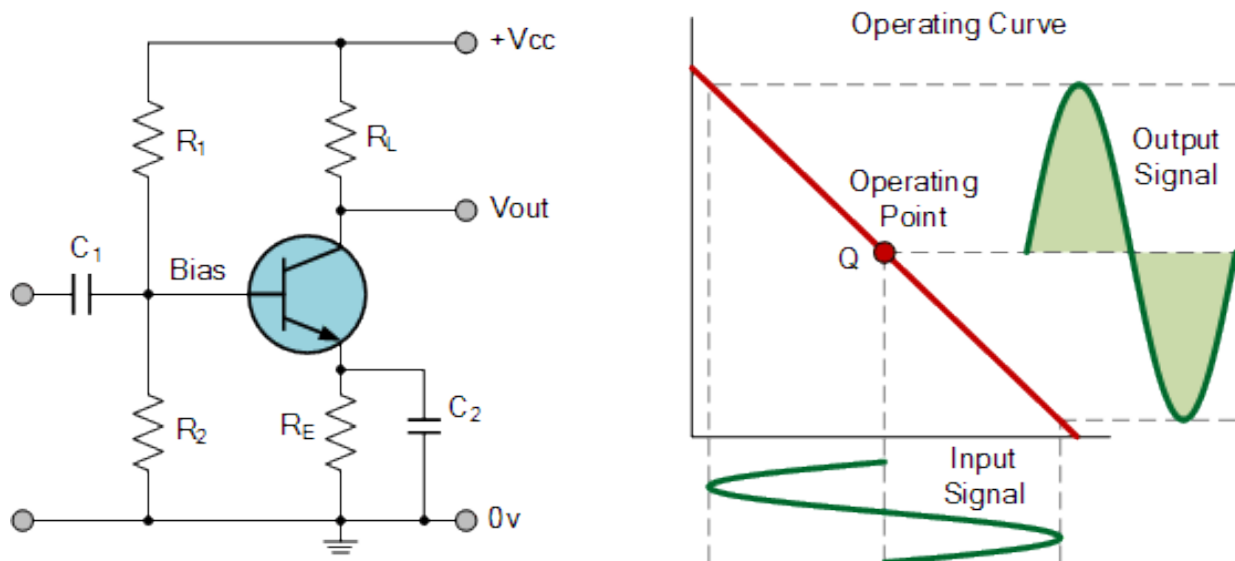 +Vcc
R1
RL
Vout
C1
Bias
R2
RE
C2
0v
Operating Curve
Output
Signal
Operating
Point
Q
Input
Signal